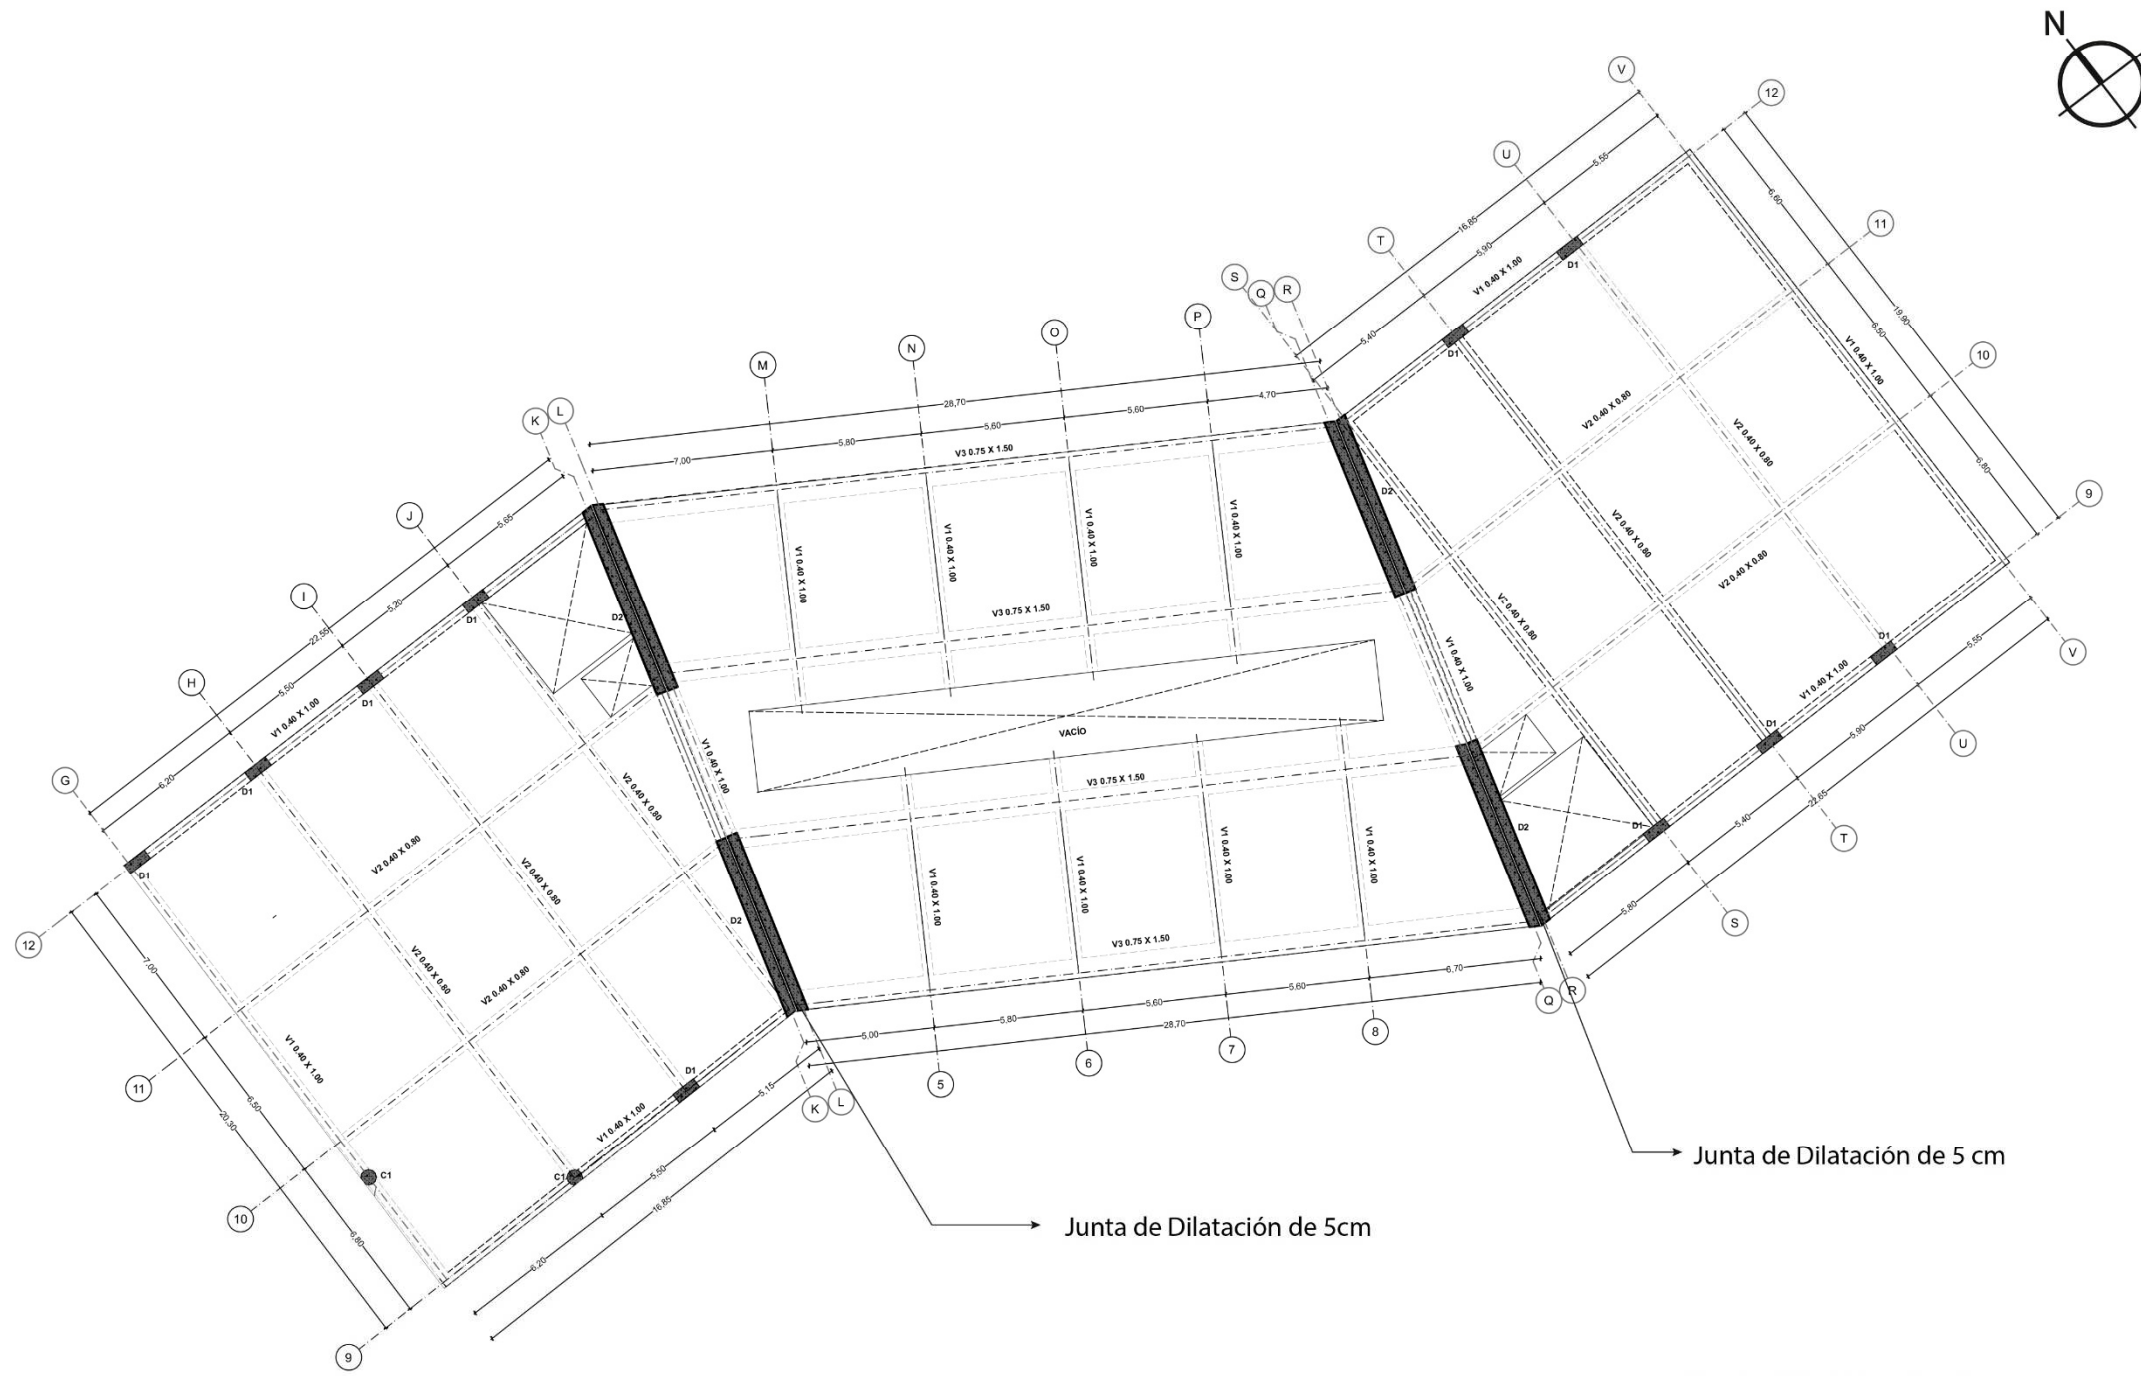 N
V
12
U
11
T
S
Q
R
P
O
N
M
10
9
L
K
J
I
H
G
16,85
5,55
5,90
5,40
6,60
19,90
6,50
6,80
V1 0.40 X 1.00
D1
D1
V1 0.40 X 1.00
V2 0.40 X 0.80
V2 0.40 X 0.80
V2 0.40 X 0.80
V2 0.40 X 0.80
28,70
4,70
5,60
5,60
5,80
7,00
V3 0.75 X 1.50
D2
V1 0.40 X 1.00
V1 0.40 X 1.00
V1 0.40 X 1.00
V1 0.40 X 1.00
V3 0.75 X 1.50
5,65
5,20
22,55
5,50
6,20
D1
D2
D1
V1 0.40 X 1.00
D1
D1
VACÍO
V1 0.40 X 1.00
V1 0.40 X 1.00
V3 0.75 X 1.50
V2 0.40 X 0.80
V2 0.40 X 0.80
V2 0.40 X 0.80
V2 0.40 X 0.80
V2 0.40 X 0.80
D2
D2
V1 0.40 X 1.00
V1 0.40 X 1.00
V1 0.40 X 1.00
V1 0.40 X 1.00
V3 0.75 X 1.50
D1
D1
D1
V1 0.40 X 1.00
5,55
5,90
5,40
22,65
5,80
V
U
T
S
12
11
10
9
7,00
6,50
20,30
6,80
V1 0.40 X 1.00
C1
C1
D1
V1 0.40 X 1.00
5,15
5,50
16,85
6,20
5,00
5,80
5,60
5,60
6,70
28,70
K
L
5
6
7
8
Q
R
Junta de Dilatación de 5 cm
Junta de Dilatación de 5cm